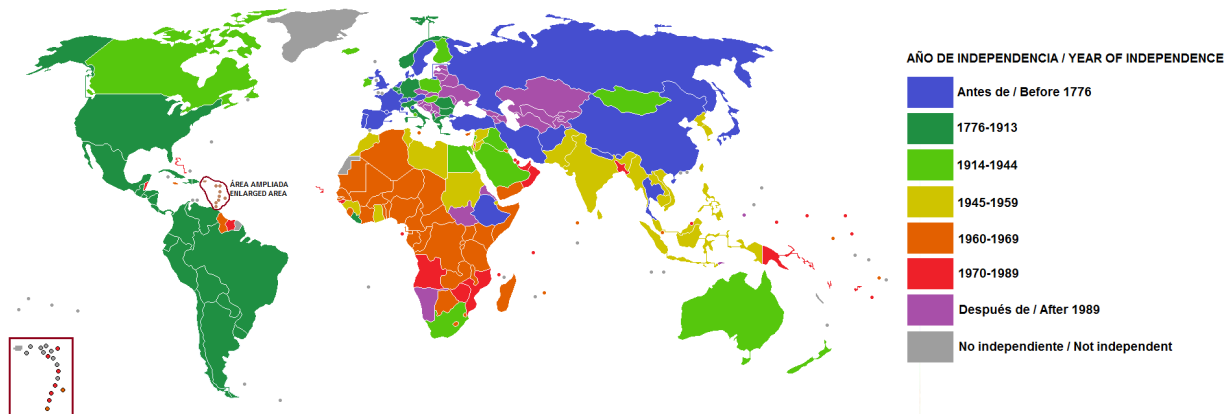 AÑO DE INDEPENDENCIA / YEAR OF INDEPENDENCE
Antes de / Before 1776
1776-1913
1914-1944
1945-1959
1960-1969
1970-1989
Después de / After 1989
No independiente / Not independent
ÁREA AMPLIADA
ENLARGED AREA